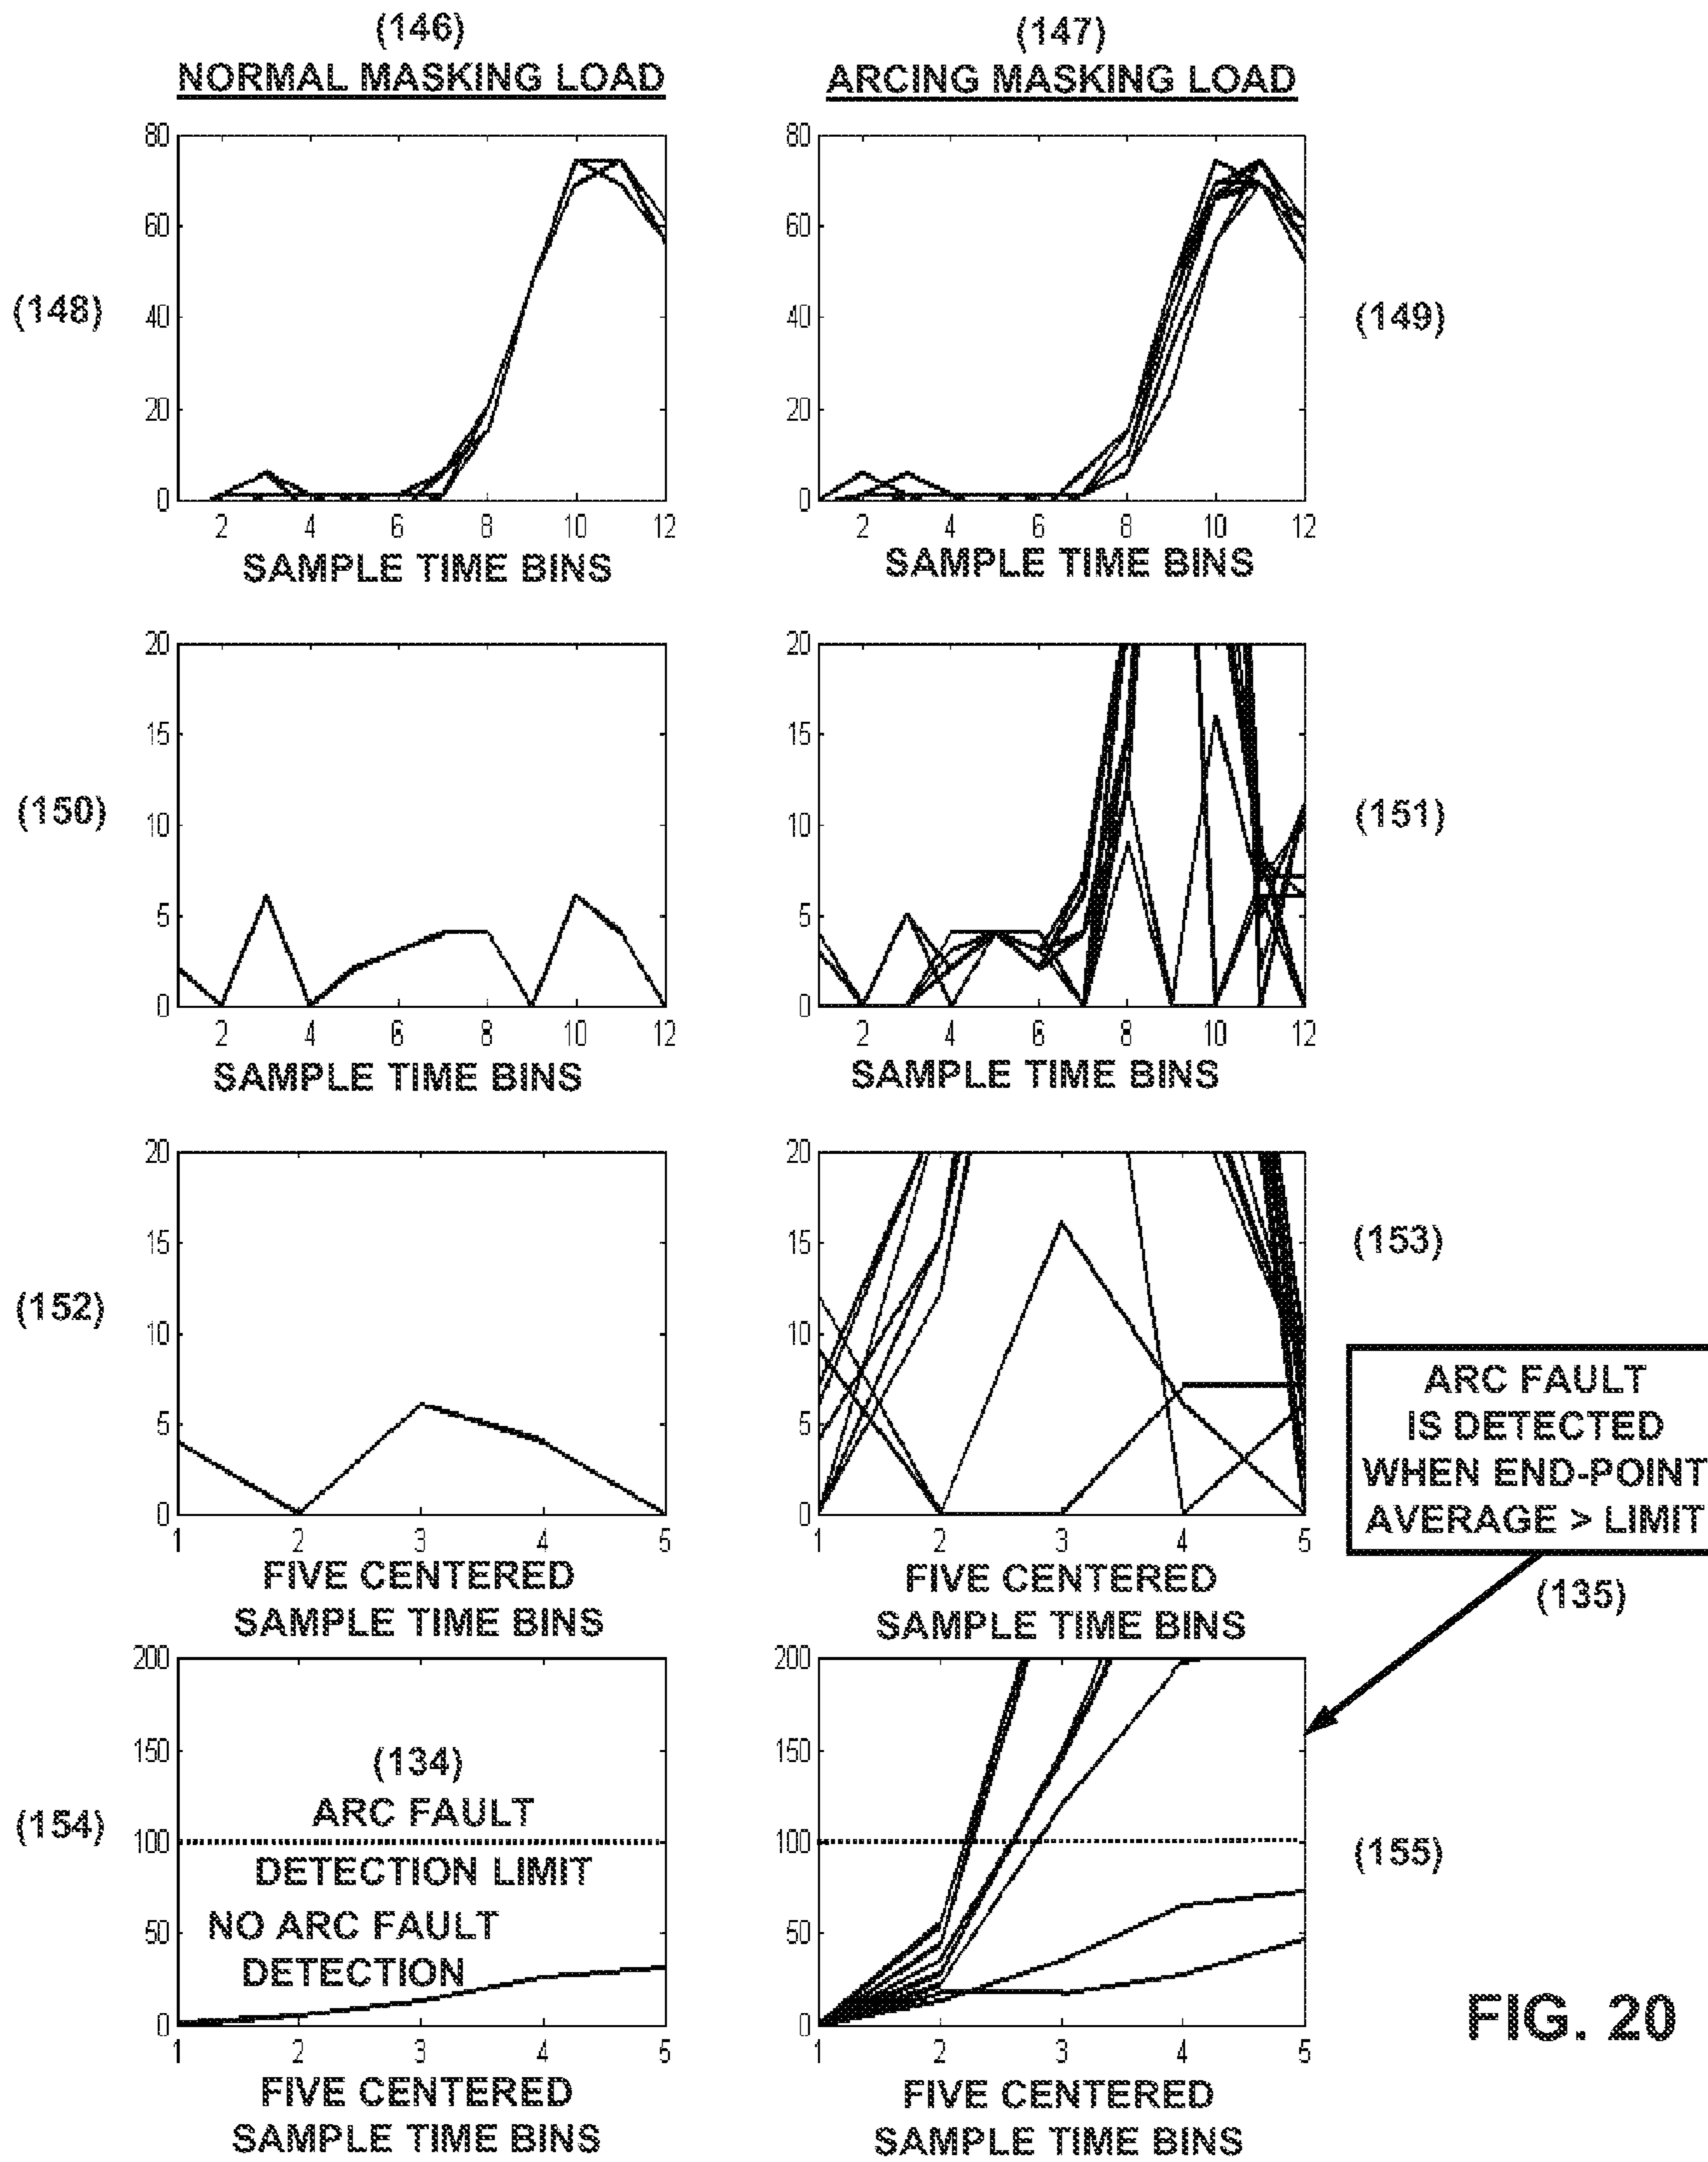 (146)
NORMAL MASKING LOAD
(147)
ARCING MASKING LOAD
80
60
40
20
0
2 4 6 8 10 12
SAMPLE TIME BINS
(148)
80
60
40
20
0
2 4 6 8 10 12
SAMPLE TIME BINS
(149)
20
15
10
5
0
2 4 6 8 10 12
SAMPLE TIME BINS
(150)
20
15
10
5
0
2 4 6 8 10 12
SAMPLE TIME BINS
(151)
20
15
10
5
0
1 2 3 4 5
FIVE CENTERED
SAMPLE TIME BINS
(152)
20
15
10
5
0
1 2 3 4 5
FIVE CENTERED
SAMPLE TIME BINS
(153)
ARC FAULT
IS DETECTED
WHEN END-POINT
AVERAGE > LIMIT
(135)
200
150
100
50
0
(134)
ARC FAULT
DETECTION LIMIT
NO ARC FAULT
DETECTION
1 2 3 4 5
FIVE CENTERED
SAMPLE TIME BINS
(154)
200
150
100
50
0
1 2 3 4 5
FIVE CENTERED
SAMPLE TIME BINS
(155)
FIG. 20